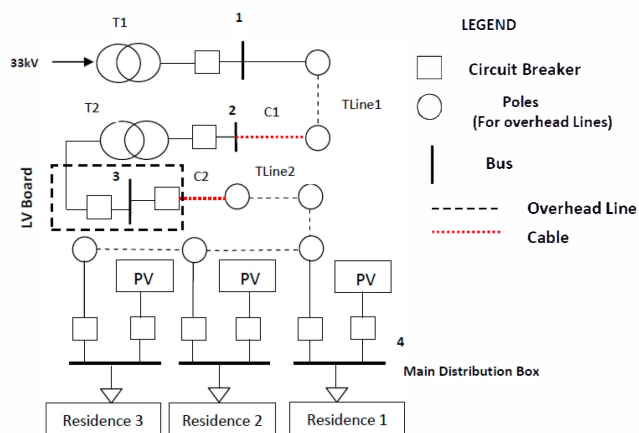 T1
1
LEGEND
33kV
Circuit Breaker
TLine1
Poles
(For overhead Lines)
T2
2
C1
Bus
LV Board
3
C2
TLine2
Overhead Line
Cable
PV
PV
PV
4
Main Distribution Box
Residence 3
Residence 2
Residence 1